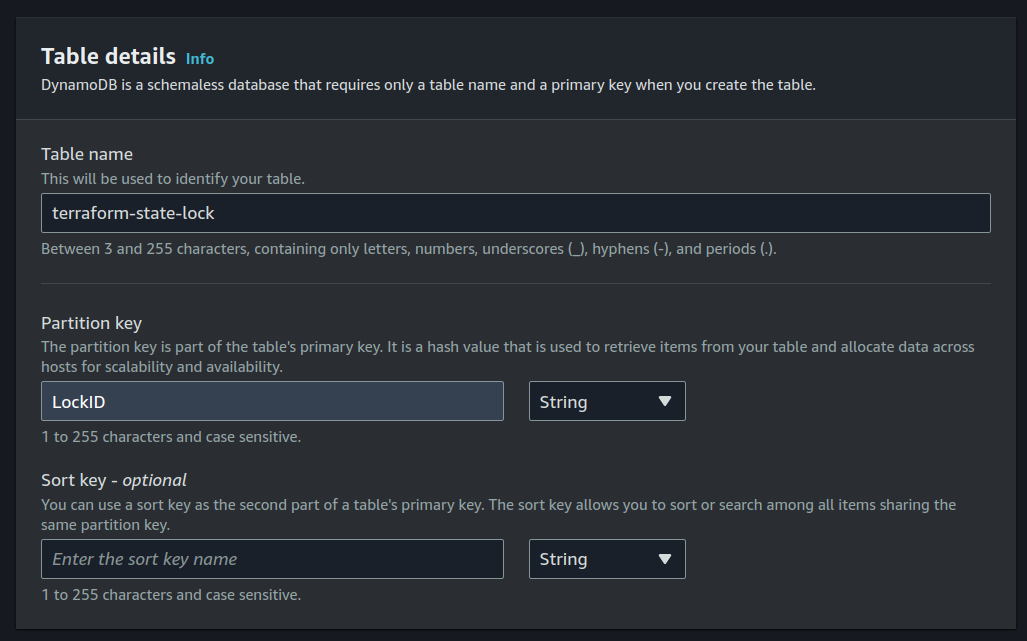 Table details Info
DynamoDB is a schemaless database that requires only a table name and a primary key when you create the table.
Table name
This will be used to identify your table.
terraform-state-lock
Between 3 and 255 characters, containing only letters, numbers, underscores (_), hyphens (-), and periods (.).
Partition key
The partition key is part of the table's primary key. It is a hash value that is used to retrieve items from your table and allocate data across
hosts for scalability and availability.
LockID String
1 to 255 characters and case sensitive.
Sort key - optional
You can use a sort key as the second part of a table's primary key. The sort key allows you to sort or search among all items sharing the
same partition key.
Enter the sort key name String
1 to 255 characters and case sensitive.